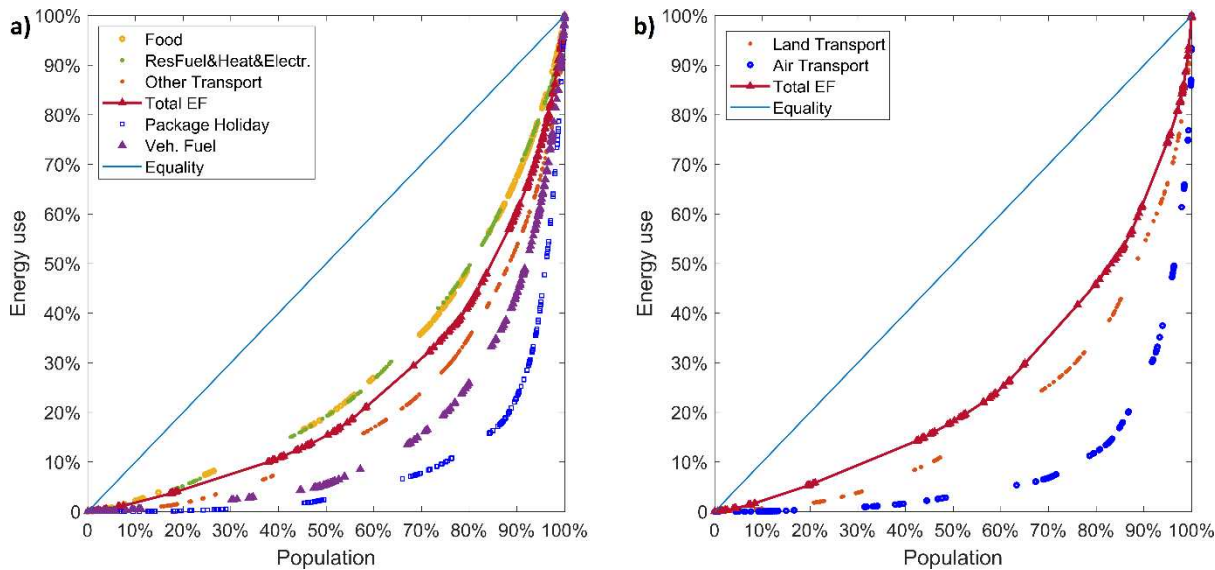 a)
100%
90%
80%
70%
60%
50%
40%
30%
20%
10%
0
Energy use
Food
ResFuel&Heat&Electr.
Other Transport
Total EF
Package Holiday
Veh. Fuel
Equality
0 10% 20% 30% 40% 50% 60% 70% 80% 90% 100%
Population
b)
100%
90%
80%
70%
60%
50%
40%
30%
20%
10%
0
Energy use
Land Transport
Air Transport
Total EF
Equality
0 10% 20% 30% 40% 50% 60% 70% 80% 90% 100%
Population